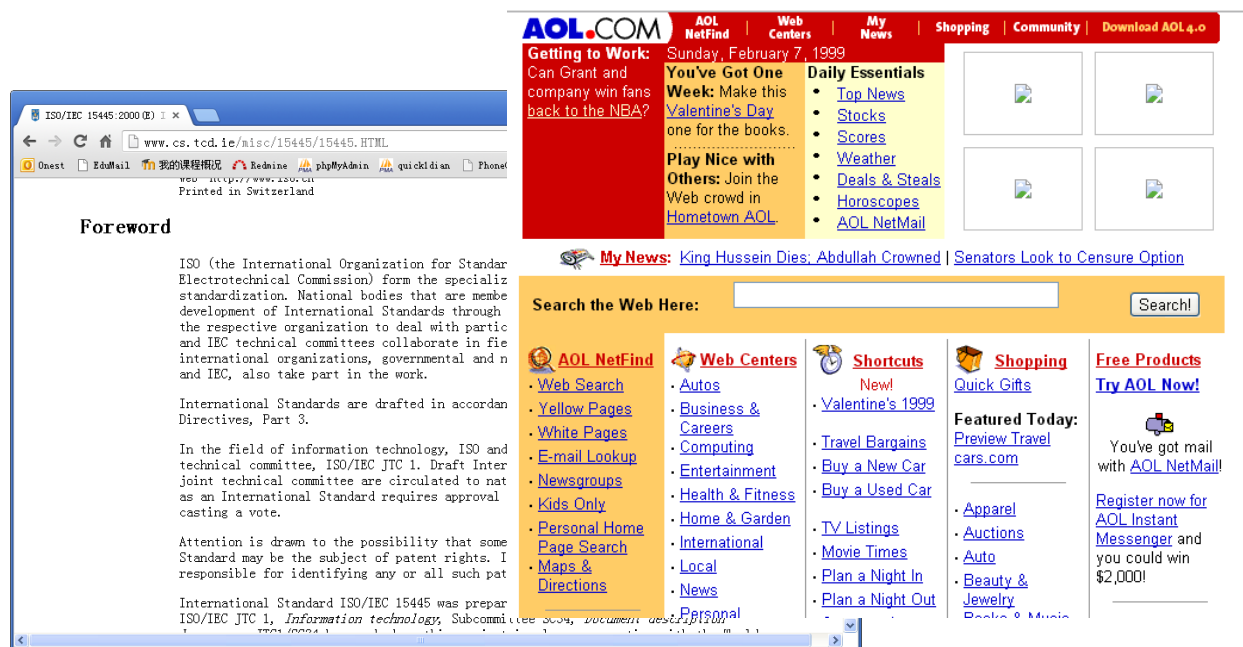 ISO/IEC 15445:2000(E) I
www.cs.tcd.ie/misc/15445/15445.HTML
Onest EduMail 我的课程概况 Redmine phpMyAdmin quickldian Phone
Web http://www.iso.ch
Printed in Switzerland
Foreword
ISO (the International Organization for Standar
Electrotechnical Commission) form the specializ
standardization. National bodies that are membe
development of International Standards through
the respective organization to deal with partic
and IEC technical committees collaborate in fie
international organizations, governmental and n
and IEC, also take part in the work.
International Standards are drafted in accordan
Directives, Part 3.
In the field of information technology, ISO and
technical committee, ISO/IEC JTC 1. Draft Inter
joint technical committee are circulated to nat
as an International Standard requires approval
casting a vote.
Attention is drawn to the possibility that some
Standard may be the subject of patent rights. I
responsible for identifying any or all such pat
International Standard ISO/IEC 15445 was prepar
ISO/IEC JTC 1, Information technology, Subcommittee SC34, Document description
AOL.COM
AOL NetFind
Web Centers
My News
Shopping
Community
Download AOL 4.0
Getting to Work:
Can Grant and
company win fans
back to the NBA?
Sunday, February 7, 1999
You've Got One
Week: Make this
Valentine's Day
one for the books.
Play Nice with
Others: Join the
Web crowd in
Hometown AOL.
Daily Essentials
Top News
Stocks
Scores
Weather
Deals & Steals
Horoscopes
AOL NetMail
My News: King Hussein Dies; Abdullah Crowned | Senators Look to Censure Option
Search the Web Here:
Search!
AOL NetFind
· Web Search
· Yellow Pages
· White Pages
· E-mail Lookup
· Newsgroups
· Kids Only
· Personal Home
Page Search
· Maps &
Directions
Web Centers
· Autos
· Business &
Careers
· Computing
· Entertainment
· Health & Fitness
· Home & Garden
· International
· Local
· News
· Personal
Shortcuts
New!
· Valentine's 1999
· Travel Bargains
· Buy a New Car
· Buy a Used Car
· TV Listings
· Movie Times
· Plan a Night In
· Plan a Night Out
Shopping
Quick Gifts
Featured Today:
Preview Travel
cars.com
· Apparel
· Auctions
· Auto
· Beauty &
Jewelry
· Books & Music
Free Products
Try AOL Now!
You've got mail
with AOL NetMail!
Register now for
AOL Instant
Messenger and
you could win
$2,000!